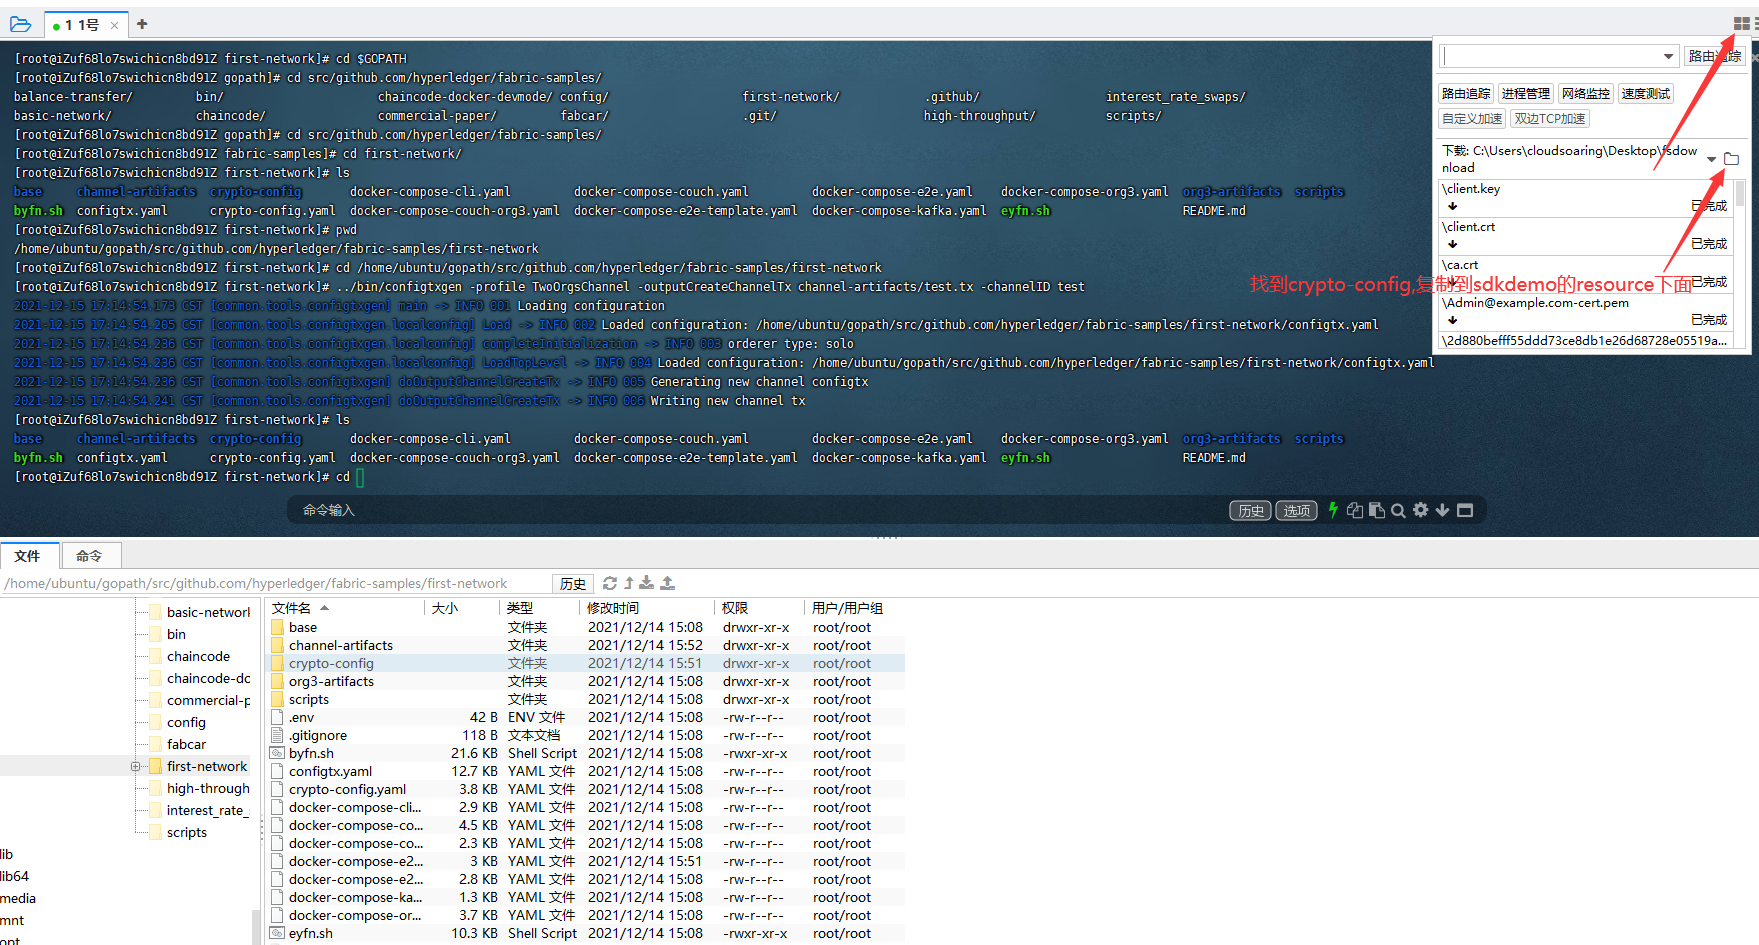 1 1号 × +
[root@iZuf68lo7swichicn8bd91Z first-network]# cd $GOPATH
[root@iZuf68lo7swichicn8bd91Z gopath]# cd src/github.com/hyperledger/fabric-samples/
balance-transfer/ bin/ chaincode-docker-devmode/ config/ first-network/ .github/ interest_rate_swaps/
basic-network/ chaincode/ commercial-paper/ fabcar/ .git/ high-throughput/ scripts/
[root@iZuf68lo7swichicn8bd91Z gopath]# cd src/github.com/hyperledger/fabric-samples/
[root@iZuf68lo7swichicn8bd91Z fabric-samples]# cd first-network/
[root@iZuf68lo7swichicn8bd91Z first-network]# ls
base channel-artifacts crypto-config docker-compose-cli.yaml docker-compose-couch.yaml docker-compose-e2e.yaml docker-compose-org3.yaml org3-artifacts scripts
byfn.sh configtx.yaml crypto-config.yaml docker-compose-couch-org3.yaml docker-compose-e2e-template.yaml docker-compose-kafka.yaml eyfn.sh README.md
[root@iZuf68lo7swichicn8bd91Z first-network]# pwd
/home/ubuntu/gopath/src/github.com/hyperledger/fabric-samples/first-network
[root@iZuf68lo7swichicn8bd91Z first-network]# cd /home/ubuntu/gopath/src/github.com/hyperledger/fabric-samples/first-network
[root@iZuf68lo7swichicn8bd91Z first-network]# ../bin/configtxgen -profile TwoOrgsChannel -outputCreateChannelTx channel-artifacts/test.tx -channelID test
2021-12-15 17:14:54.173 CST [common.tools.configtxgen] main -> INFO 001 Loading configuration
2021-12-15 17:14:54.205 CST [common.tools.configtxgen.localconfig] Load -> INFO 002 Loaded configuration: /home/ubuntu/gopath/src/github.com/hyperledger/fabric-samples/first-network/configtx.yaml
2021-12-15 17:14:54.236 CST [common.tools.configtxgen.localconfig] completeInitialization -> INFO 003 orderer type: solo
2021-12-15 17:14:54.236 CST [common.tools.configtxgen.localconfig] LoadTopLevel -> INFO 004 Loaded configuration: /home/ubuntu/gopath/src/github.com/hyperledger/fabric-samples/first-network/configtx.yaml
2021-12-15 17:14:54.236 CST [common.tools.configtxgen] doOutputChannelCreateTx -> INFO 005 Generating new channel configtx
2021-12-15 17:14:54.241 CST [common.tools.configtxgen] doOutputChannelCreateTx -> INFO 006 Writing new channel tx
[root@iZuf68lo7swichicn8bd91Z first-network]# ls
base channel-artifacts crypto-config docker-compose-cli.yaml docker-compose-couch.yaml docker-compose-e2e.yaml docker-compose-org3.yaml org3-artifacts scripts
byfn.sh configtx.yaml crypto-config.yaml docker-compose-couch-org3.yaml docker-compose-e2e-template.yaml docker-compose-kafka.yaml eyfn.sh README.md
[root@iZuf68lo7swichicn8bd91Z first-network]# cd
命令输入 历史 选项
路由追踪
路由追踪 进程管理 网络监控 速度测试
自定义加速 双边TCP加速
下载: C:\Users\cloudsoaring\Desktop\fsdow
nload
\client.key
已完成
\client.crt
已完成
\ca.crt
已完成
\Admin@example.com-cert.pem
已完成
\2d880befff55ddd73ce8db1e26d68728e05519a...
找到crypto-config,复制到sdkdemo的resource下面
文件 命令
/home/ubuntu/gopath/src/github.com/hyperledger/fabric-samples/first-network 历史
basic-network
bin
chaincode
chaincode-dc
commercial-p
config
fabcar
first-network
high-through
interest_rate_
scripts
lib
lib64
media
mnt
opt
文件名 大小 类型 修改时间 权限 用户/用户组
base 文件夹 2021/12/14 15:08 drwxr-xr-x root/root
channel-artifacts 文件夹 2021/12/14 15:52 drwxr-xr-x root/root
crypto-config 文件夹 2021/12/14 15:51 drwxr-xr-x root/root
org3-artifacts 文件夹 2021/12/14 15:08 drwxr-xr-x root/root
scripts 文件夹 2021/12/14 15:08 drwxr-xr-x root/root
.env 42 B ENV 文件 2021/12/14 15:08 -rw-r--r-- root/root
.gitignore 118 B 文本文档 2021/12/14 15:08 -rw-r--r-- root/root
byfn.sh 21.6 KB Shell Script 2021/12/14 15:08 -rwxr-xr-x root/root
configtx.yaml 12.7 KB YAML 文件 2021/12/14 15:08 -rw-r--r-- root/root
crypto-config.yaml 3.8 KB YAML 文件 2021/12/14 15:08 -rw-r--r-- root/root
docker-compose-cli... 2.9 KB YAML 文件 2021/12/14 15:08 -rw-r--r-- root/root
docker-compose-co... 4.5 KB YAML 文件 2021/12/14 15:08 -rw-r--r-- root/root
docker-compose-co... 2.3 KB YAML 文件 2021/12/14 15:08 -rw-r--r-- root/root
docker-compose-e2... 3 KB YAML 文件 2021/12/14 15:51 -rw-r--r-- root/root
docker-compose-e2... 2.8 KB YAML 文件 2021/12/14 15:08 -rw-r--r-- root/root
docker-compose-ka... 1.3 KB YAML 文件 2021/12/14 15:08 -rw-r--r-- root/root
docker-compose-or... 3.7 KB YAML 文件 2021/12/14 15:08 -rw-r--r-- root/root
eyfn.sh 10.3 KB Shell Script 2021/12/14 15:08 -rwxr-xr-x root/root